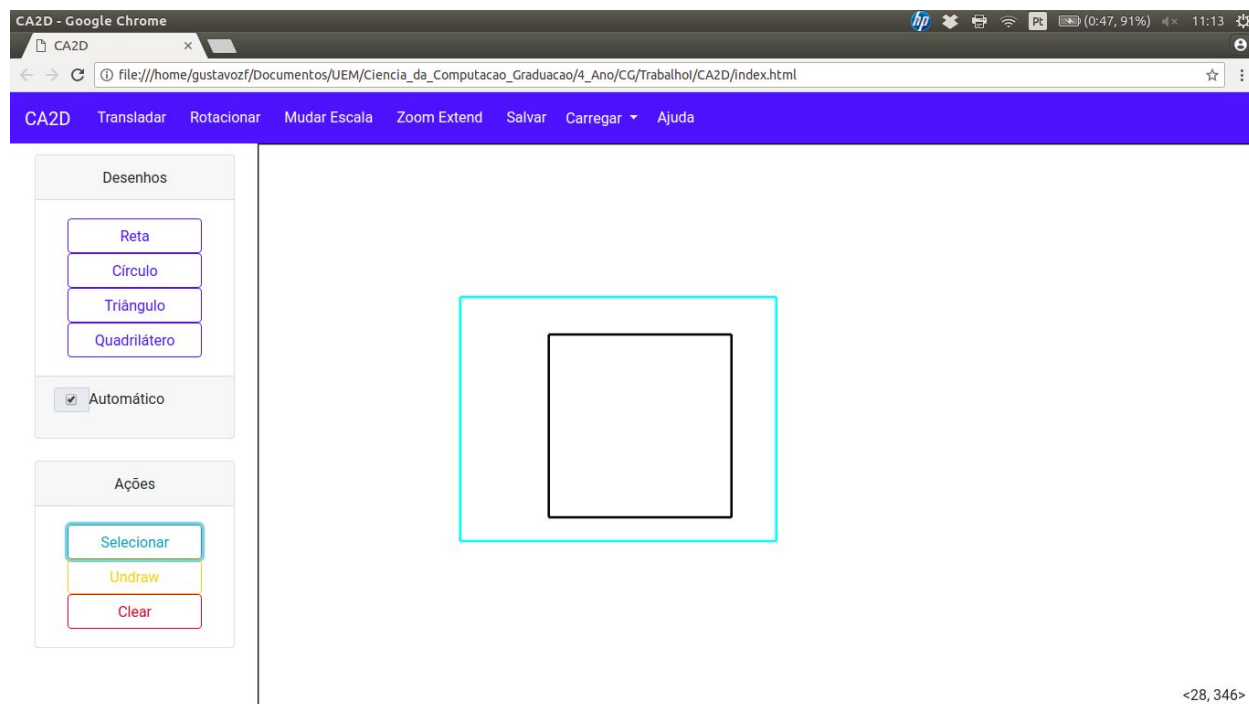 CA2D - Google Chrome
hp Pt (0:47, 91%) 11:13
CA2D ×
file:///home/gustavozf/Documentos/UEM/Ciencia_da_Computacao_Graduacao/4_Ano/CG/TrabalhoI/CA2D/index.html
CA2D Transladar Rotacionar Mudar Escala Zoom Extend Salvar Carregar Ajuda
Desenhos
Reta
Círculo
Triângulo
Quadrilátero
Automático
Ações
Selecionar
Undraw
Clear
<28, 346>